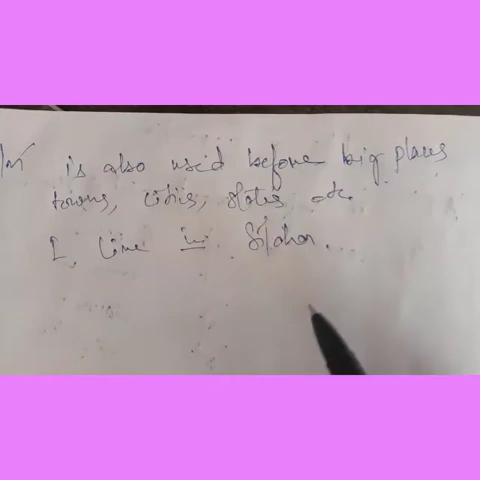 "In" is also used before big places
towns, cities, states etc.
I live in